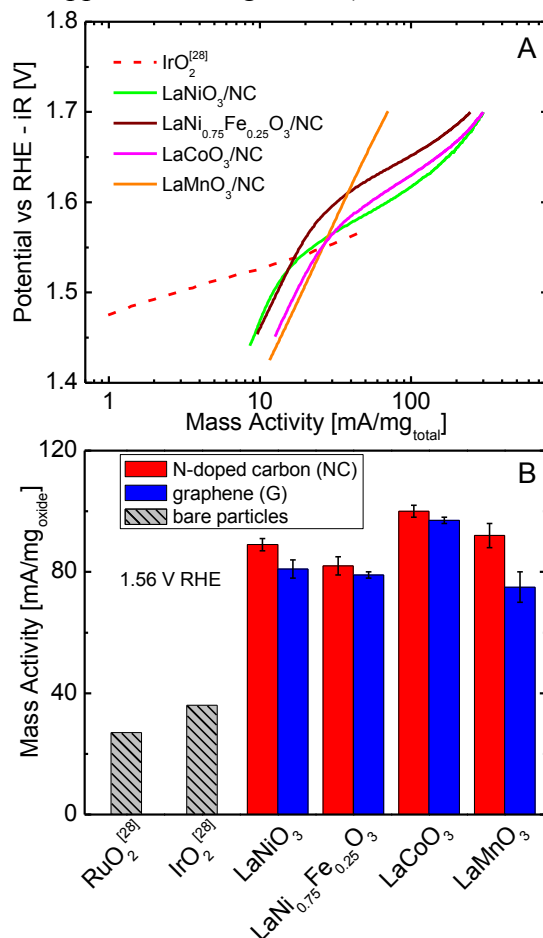 A
IrO2[28]
LaNiO3/NC
LaNi0.75Fe0.25O3/NC
LaCoO3/NC
LaMnO3/NC
Potential vs RHE - iR [V]
1.8
1.7
1.6
1.5
1.4
1
10
100
Mass Activity [mA/mgtotal]
B
N-doped carbon (NC)
graphene (G)
bare particles
1.56 V RHE
Mass Activity [mA/mgoxide]
120
80
40
0
RuO2[28]
IrO2[28]
LaNiO3
LaNi0.75Fe0.25O3
LaCoO3
LaMnO3